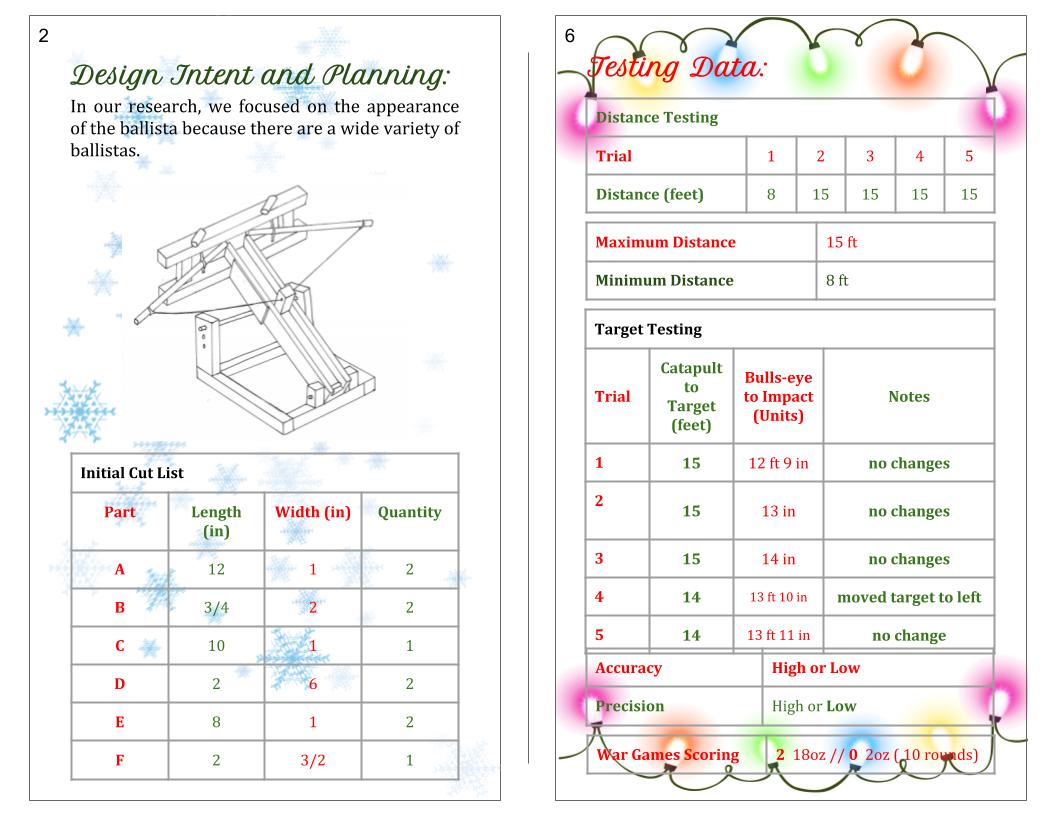 2
Design Intent and Planning:
In our research, we focused on the appearance
of the ballista because there are a wide variety of
ballistas.
Initial Cut List
Part Length (in) Width (in) Quantity
A 12 1 2
B 3/4 2 2
C 10 1 1
D 2 6 2
E 8 1 2
F 2 3/2 1
6
Testing Data:
Distance Testing
Trial 1 2 3 4 5
Distance (feet) 8 15 15 15 15
Maximum Distance 15 ft
Minimum Distance 8 ft
Target Testing
Trial Catapult to Target (feet) Bulls-eye to Impact (Units) Notes
1 15 12 ft 9 in no changes
2 15 13 in no changes
3 15 14 in no changes
4 14 13 ft 10 in moved target to left
5 14 13 ft 11 in no change
Accuracy High or Low
Precision High or Low
War Games Scoring 2 18oz // 0 2oz ( 10 rounds)